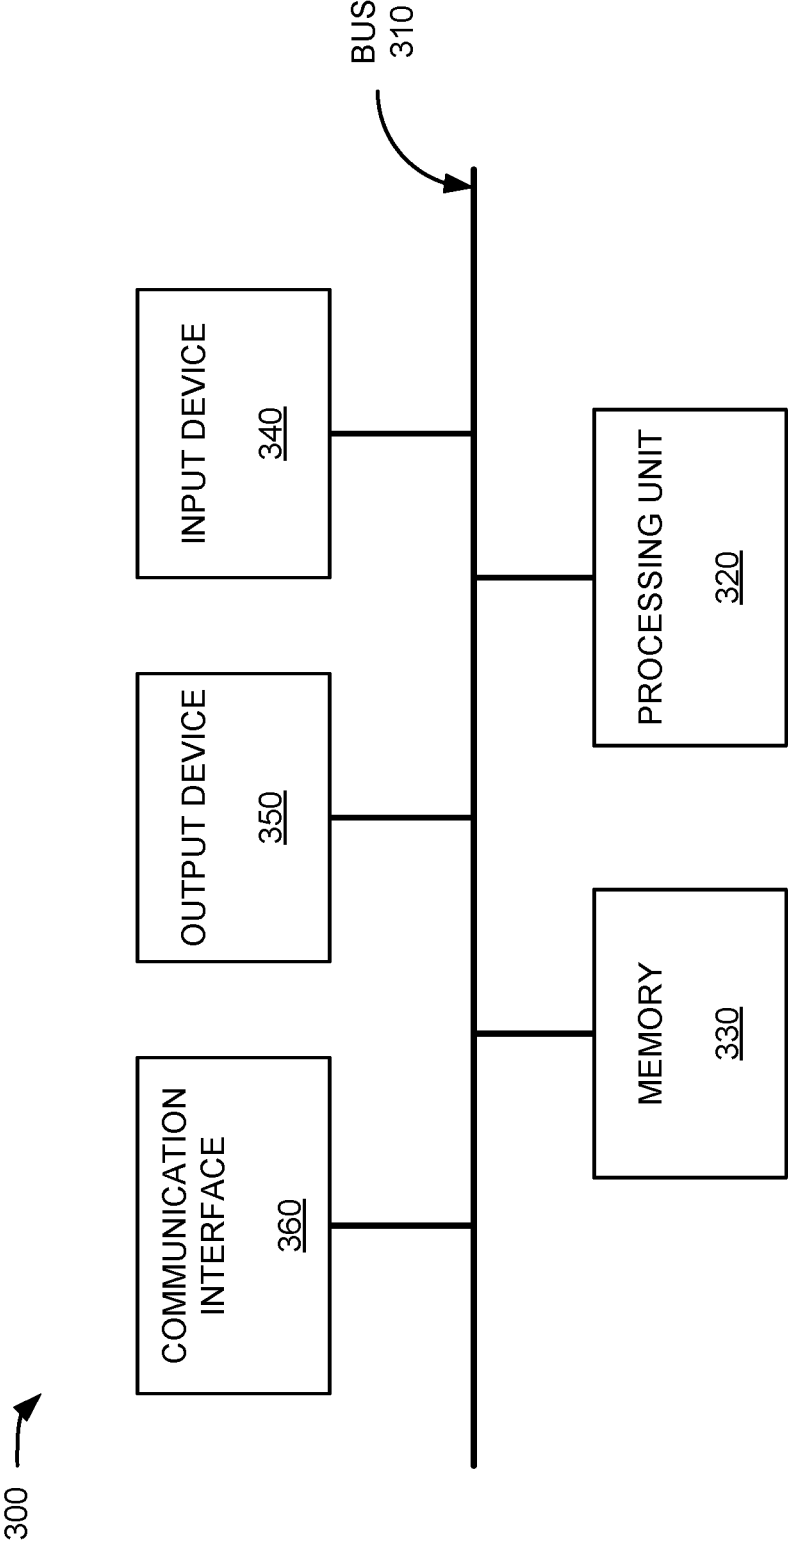 300
COMMUNICATION
INTERFACE
360
OUTPUT DEVICE
350
INPUT DEVICE
340
BUS
310
MEMORY
330
PROCESSING UNIT
320